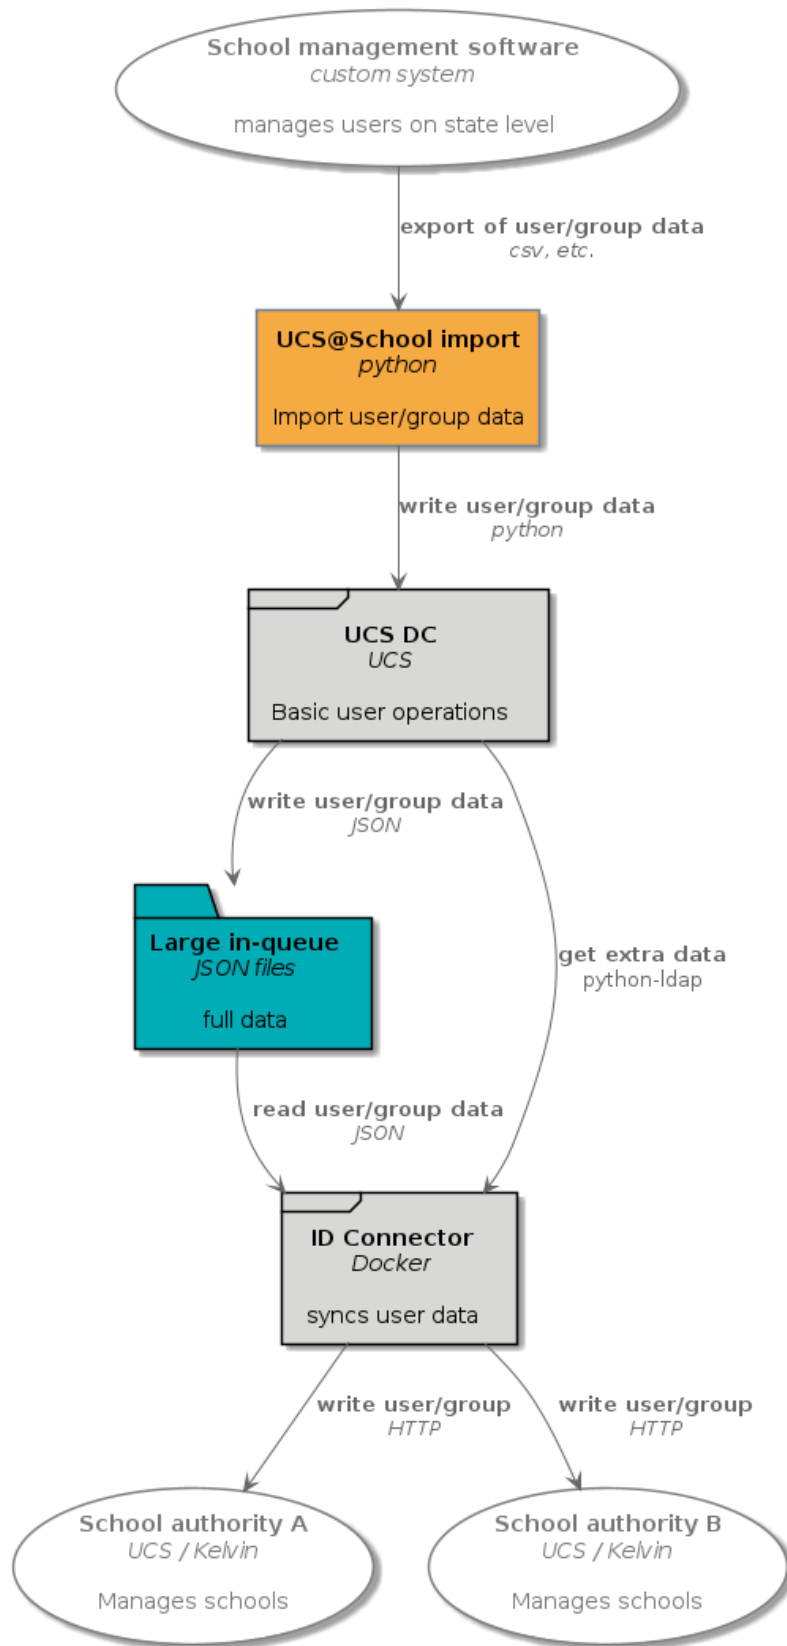 School management software
custom system
manages users on state level
export of user/group data
csv, etc.
UCS@School import
python
Import user/group data
write user/group data
python
UCS DC
UCS
Basic user operations
write user/group data
JSON
Large in-queue
JSON files
full data
get extra data
python-ldap
read user/group data
JSON
ID Connector
Docker
syncs user data
write user/group
HTTP
write user/group
HTTP
School authority A
UCS / Kelvin
Manages schools
School authority B
UCS / Kelvin
Manages schools